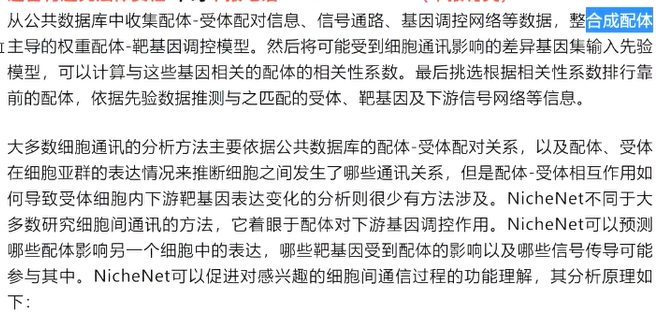 从公共数据库中收集配体-受体配对信息、信号通路、基因调控网络等数据，整合成配体
主导的权重配体-靶基因调控模型。然后将可能受到细胞通讯影响的差异基因集输入先验
模型，可以计算与这些基因相关的配体的相关性系数。最后挑选根据相关性系数排行靠
前的配体，依据先验数据推测与之匹配的受体、靶基因及下游信号网络等信息。
大多数细胞通讯的分析方法主要依据公共数据库的配体-受体配对关系，以及配体、受体
在细胞亚群的表达情况来推断细胞之间发生了哪些通讯关系，但是配体-受体相互作用如
何导致受体细胞内下游靶基因表达变化的分析则很少有方法涉及。NicheNet不同于大
多数研究细胞间通讯的方法，它着眼于配体对下游基因调控作用。NicheNet可以预测
哪些配体影响另一个细胞中的表达，哪些靶基因受到配体的影响以及哪些信号传导可能
参与其中。NicheNet可以促进对感兴趣的细胞间通信过程的功能理解，其分析原理如
下：